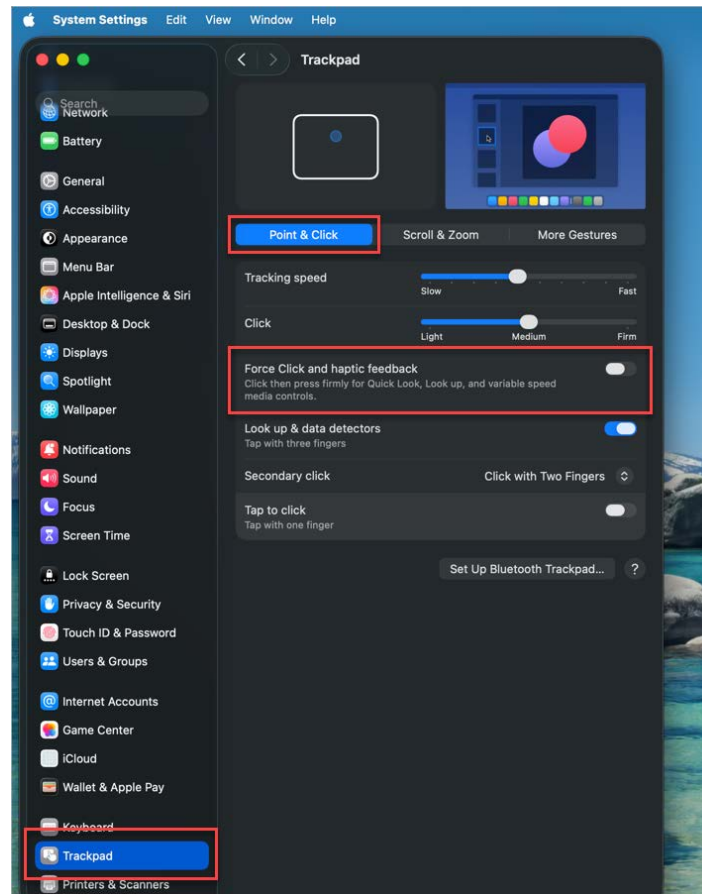 System Settings Edit View Window Help
Trackpad
Search
Network
Battery
General
Accessibility
Appearance
Menu Bar
Apple Intelligence & Siri
Desktop & Dock
Displays
Spotlight
Wallpaper
Notifications
Sound
Focus
Screen Time
Lock Screen
Privacy & Security
Touch ID & Password
Users & Groups
Internet Accounts
Game Center
iCloud
Wallet & Apple Pay
Keyboard
Trackpad
Printers & Scanners
Point & Click Scroll & Zoom More Gestures
Tracking speed
Slow Fast
Click
Light Medium Firm
Force Click and haptic feedback
Click then press firmly for Quick Look, Look up, and variable speed
media controls.
Look up & data detectors
Tap with three fingers
Secondary click Click with Two Fingers
Tap to click
Tap with one finger
Set Up Bluetooth Trackpad... ?